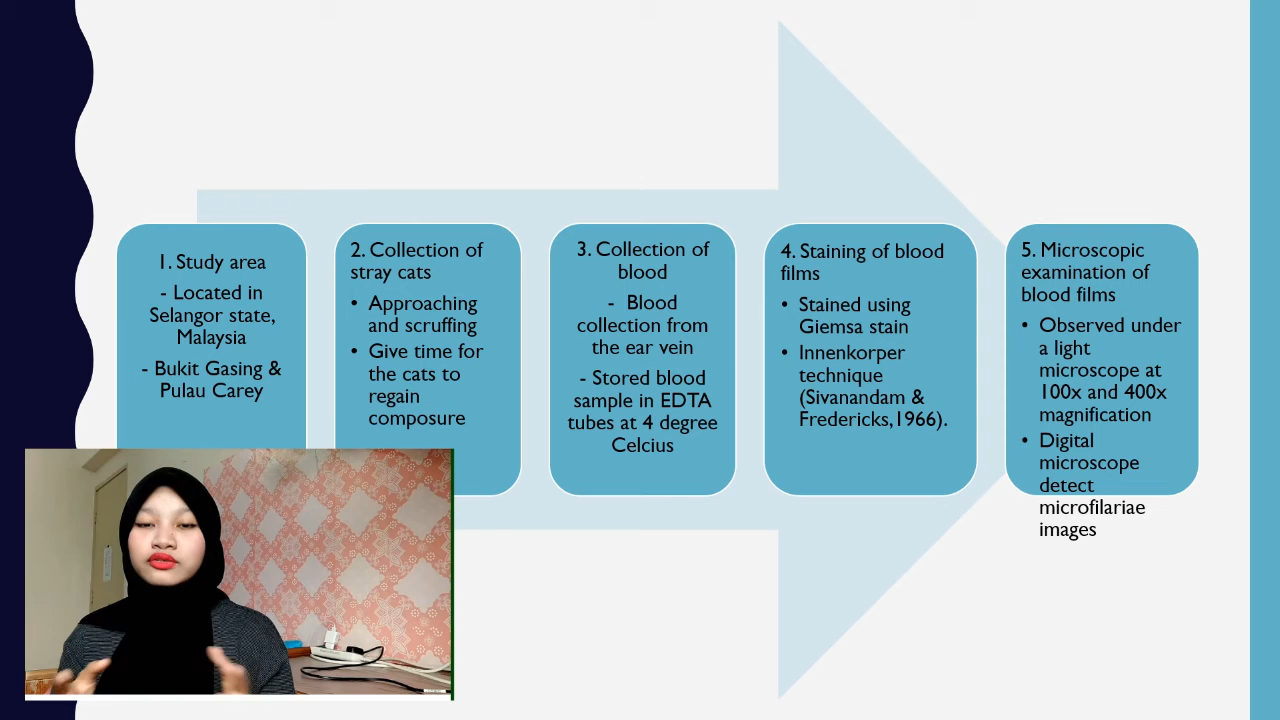 1. Study area
- Located in
Selangor state,
Malaysia
- Bukit Gasing &
Pulau Carey
2. Collection of
stray cats
• Approaching
and scruffing
• Give time for
the cats to
regain
composure
3. Collection of
blood
- Blood
collection from
the ear vein
- Stored blood
sample in EDTA
tubes at 4 degree
Celcius
4. Staining of blood
films
• Stained using
Giemsa stain
• Innenkorper
technique
(Sivanandam &
Fredericks,1966).
5. Microscopic
examination of
blood films
• Observed under
a light
microscope at
100x and 400x
magnification
• Digital
microscope
detect
microfilariae
images